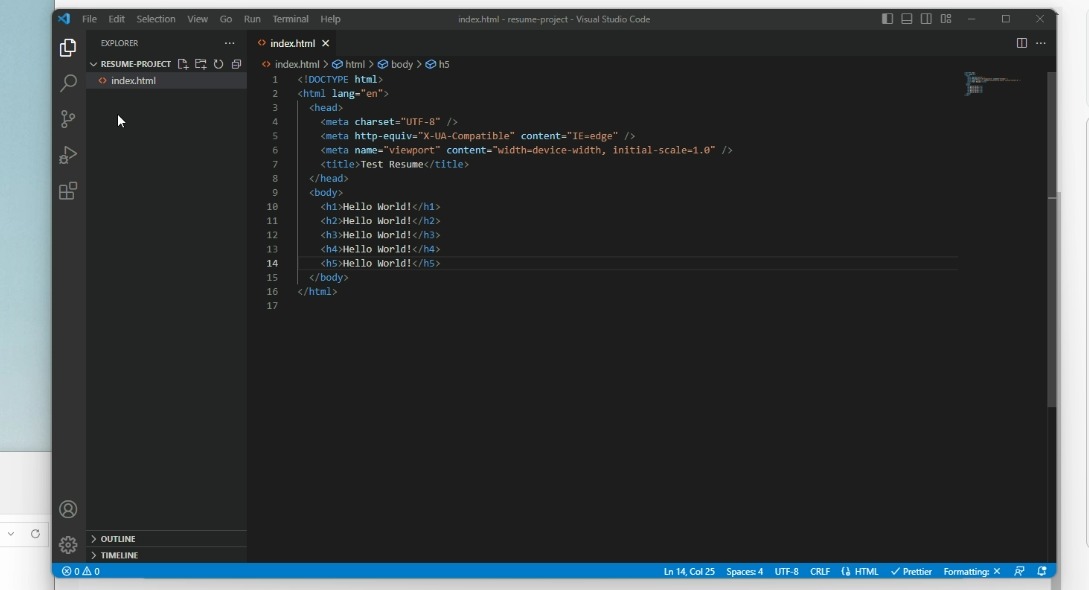 File Edit Selection View Go Run Terminal Help index.html - resume-project - Visual Studio Code
EXPLORER
index.html
RESUME-PROJECT
index.html
index.html > html > body > h5
1 <!DOCTYPE html>
2 <html lang="en">
3 <head>
4 <meta charset="UTF-8" />
5 <meta http-equiv="X-UA-Compatible" content="IE=edge" />
6 <meta name="viewport" content="width=device-width, initial-scale=1.0" />
7 <title>Test Resume</title>
8 </head>
9 <body>
10 <h1>Hello World!</h1>
11 <h2>Hello World!</h2>
12 <h3>Hello World!</h3>
13 <h4>Hello World!</h4>
14 <h5>Hello World!</h5>
15 </body>
16 </html>
17
OUTLINE
TIMELINE
0 0 Ln 14, Col 25 Spaces: 4 UTF-8 CRLF HTML Prettier Formatting: ×